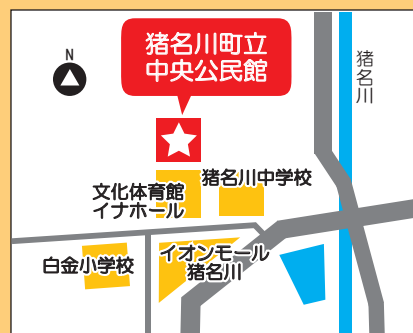 猪名川町立
中央公民館
N
猪名川
猪名川中学校
文化体育館
イナホール
白金小学校
イオンモール
猪名川